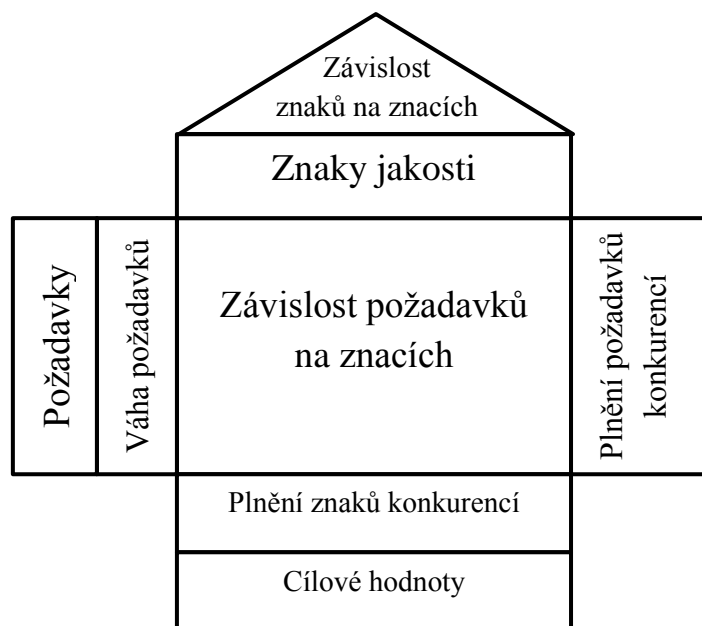 Závislost
znaků na znacích
Znaky jakosti
Požadavky
Váha požadavků
Závislost požadavků
na znacích
Plnění požadavků
konkurencí
Plnění znaků konkurencí
Cílové hodnoty